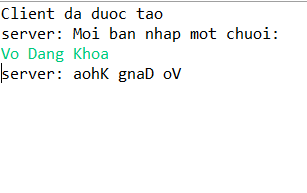 Client da duoc tao
server: Moi ban nhap mot chuoi:
Vo Dang Khoa
server: aohK gnaD oV